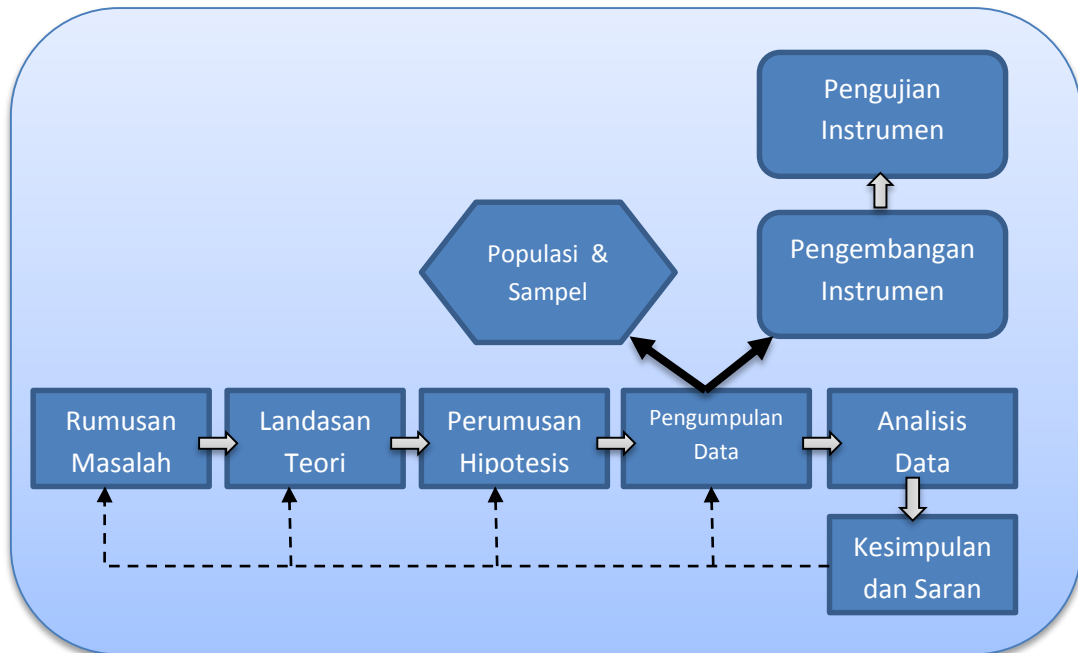 Pengujian
Instrumen
Populasi &
Sampel
Pengembangan
Instrumen
Rumusan
Masalah
Landasan
Teori
Perumusan
Hipotesis
Pengumpulan
Data
Analisis
Data
Kesimpulan
dan Saran